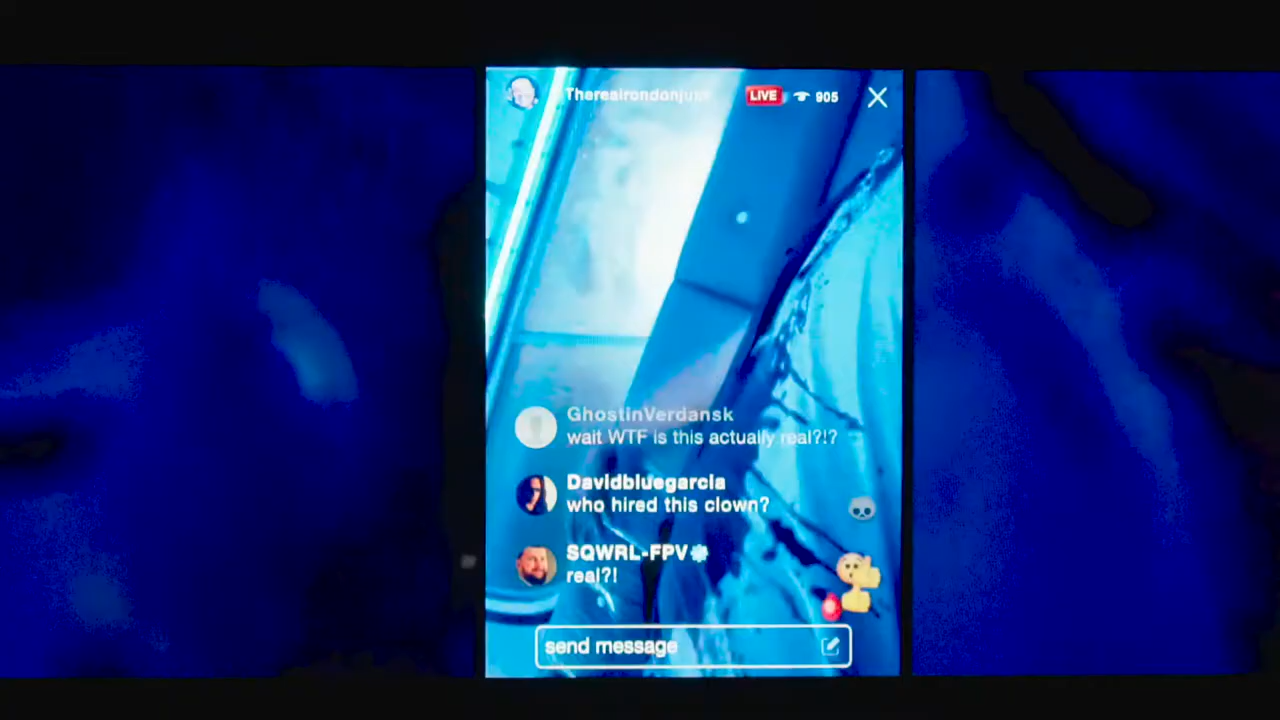 LIVE
905
GhostinVerdansk
wait WTF is this actually real?!?
Davidbluegarcia
who hired this clown?
SQWRL-FPV
real?!
send message